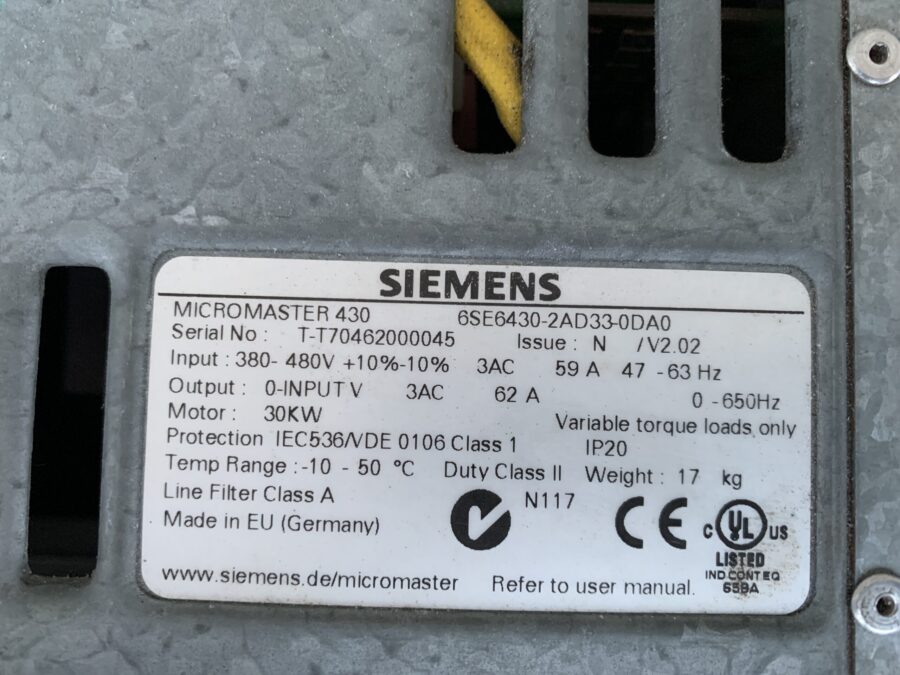 SIEMENS
MICROMASTER 430 6SE6430-2AD33-0DA0
Serial No : T-T70462000045 Issue : N /V2.02
Input : 380- 480V +10%-10% 3AC 59 A 47 - 63 Hz
Output : 0-INPUT V 3AC 62 A 0 - 650Hz
Motor : 30KW Variable torque loads only
Protection IEC536/VDE 0106 Class 1 IP20
Temp Range : -10 - 50 °C Duty Class II Weight : 17 kg
Line Filter Class A N117
Made in EU (Germany) CE C UL US
LISTED
IND CONT EQ
65BA
www.siemens.de/micromaster Refer to user manual.